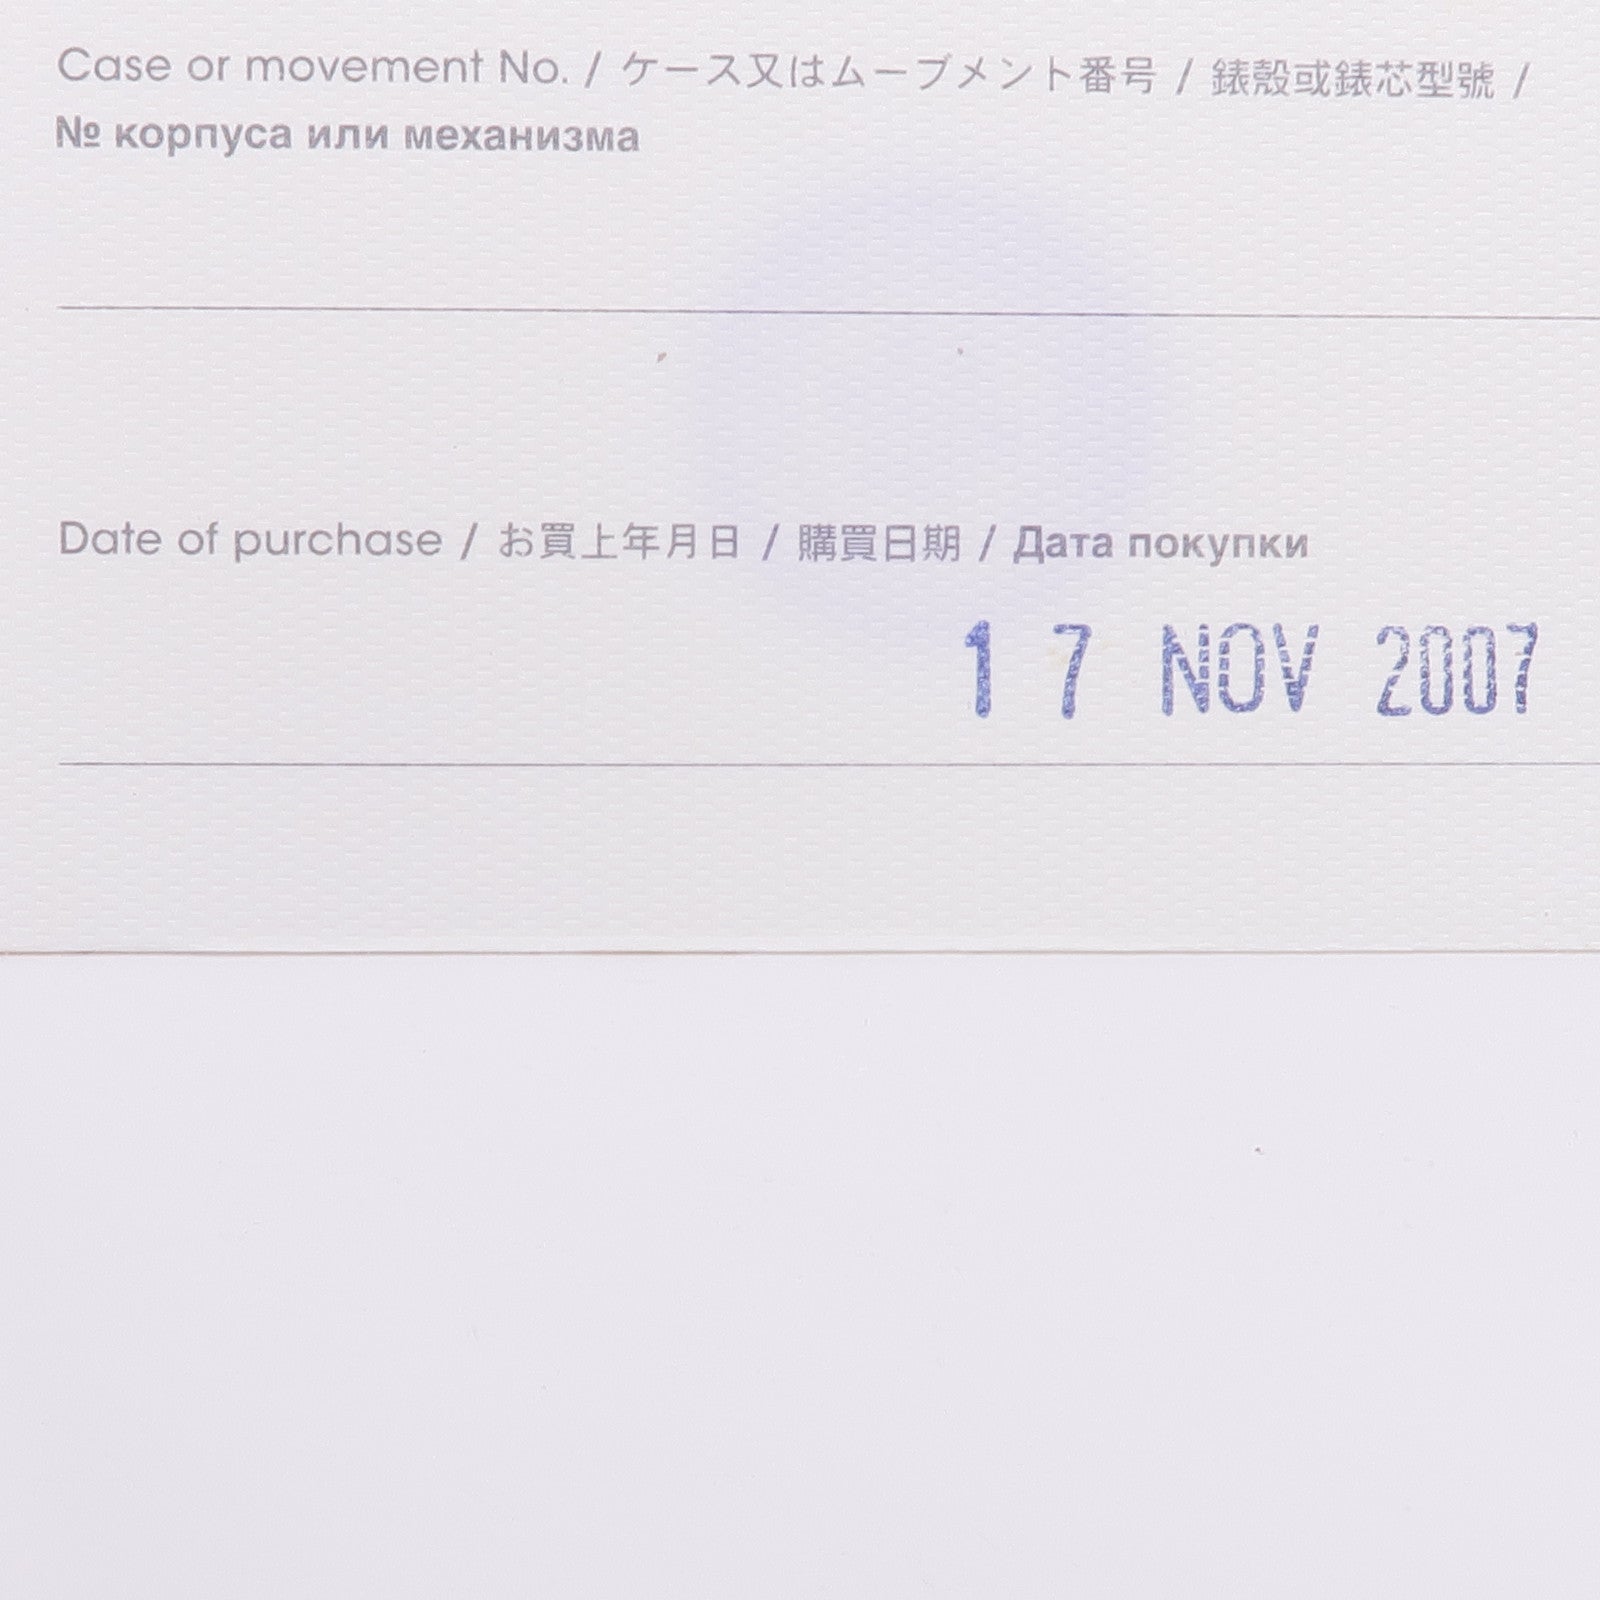 Case or movement No. / ケース又はムーブメント番号 / 錶殼或錶芯型號 /
№ корпуса или механизма
Date of purchase / お買上年月日 / 購買日期 / Дата покупки
17 NOV 2007